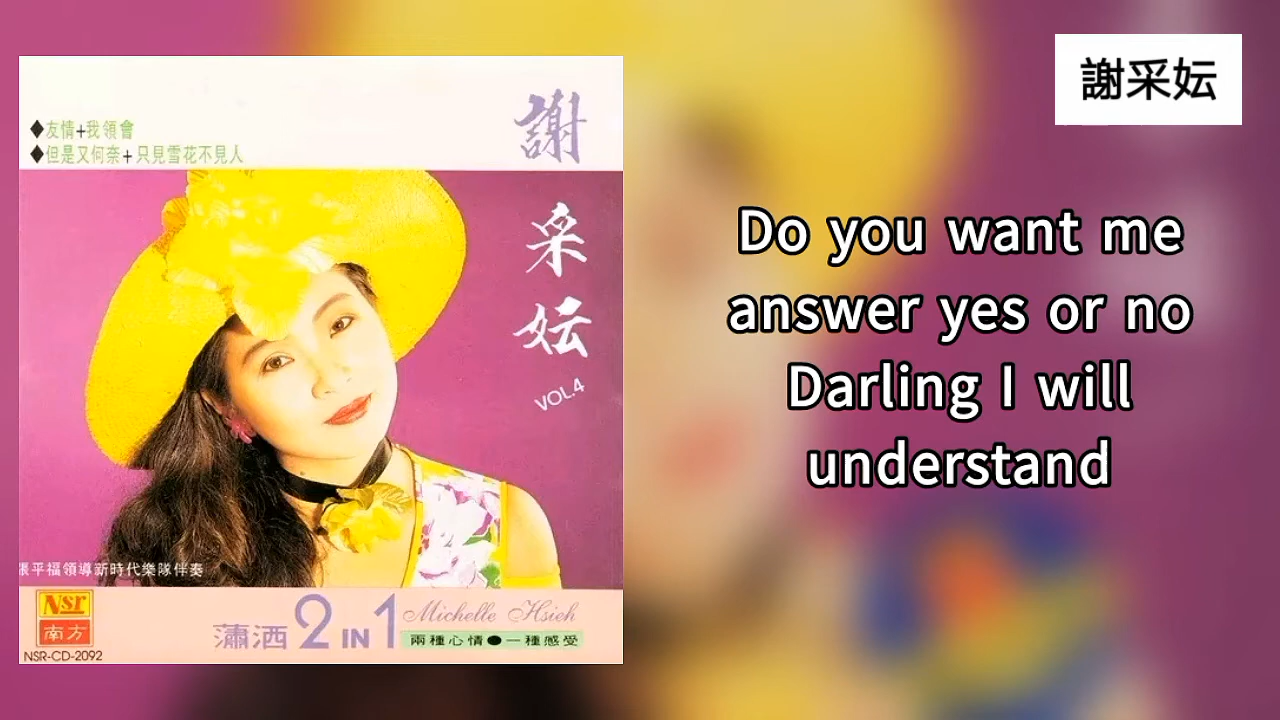 ◆友情+我領會
◆但是又何奈+只見雪花不見人
謝采妘
VOL.4
張平福領導新時代樂隊伴奏
Nsr
南方
NSR-CD-2092
瀟洒 2 IN 1
Michelle Hsieh
兩種心情●一種感受
謝采妘
Do you want me
answer yes or no
Darling I will
understand